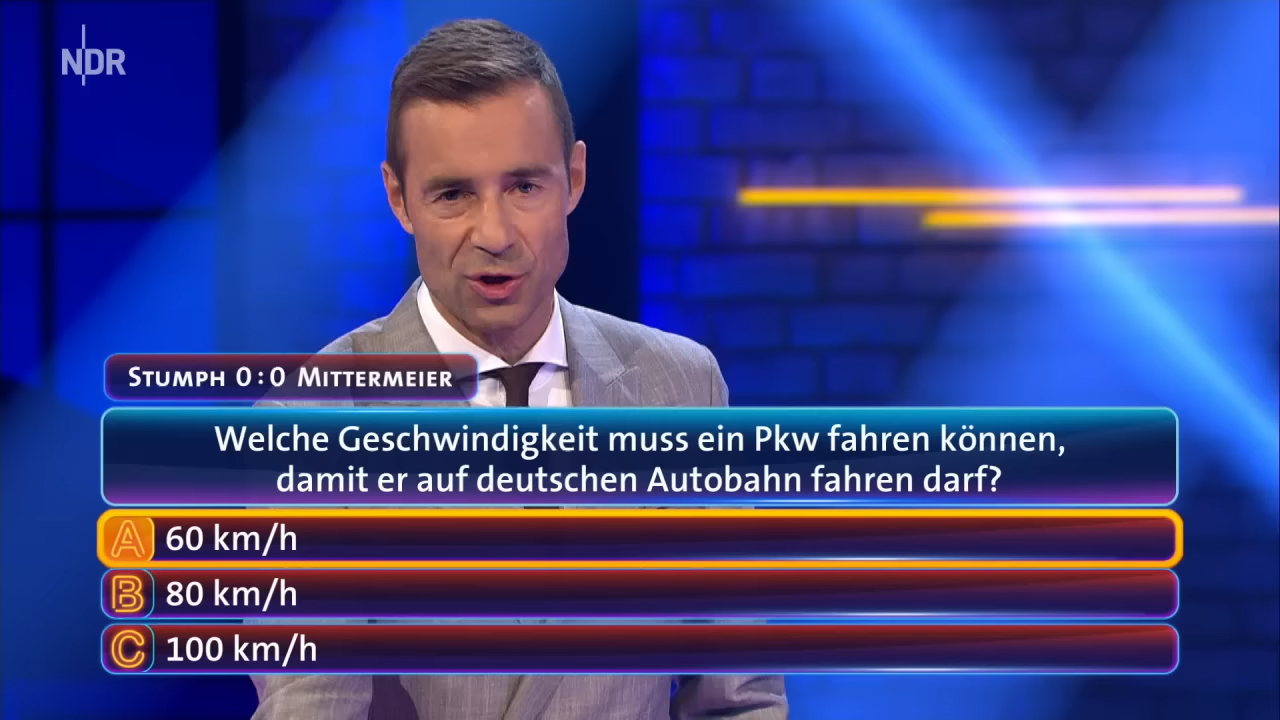 NDR
Stumph 0:0 Mittermeier
Welche Geschwindigkeit muss ein Pkw fahren können,
damit er auf deutschen Autobahn fahren darf?
A 60 km/h
B 80 km/h
C 100 km/h